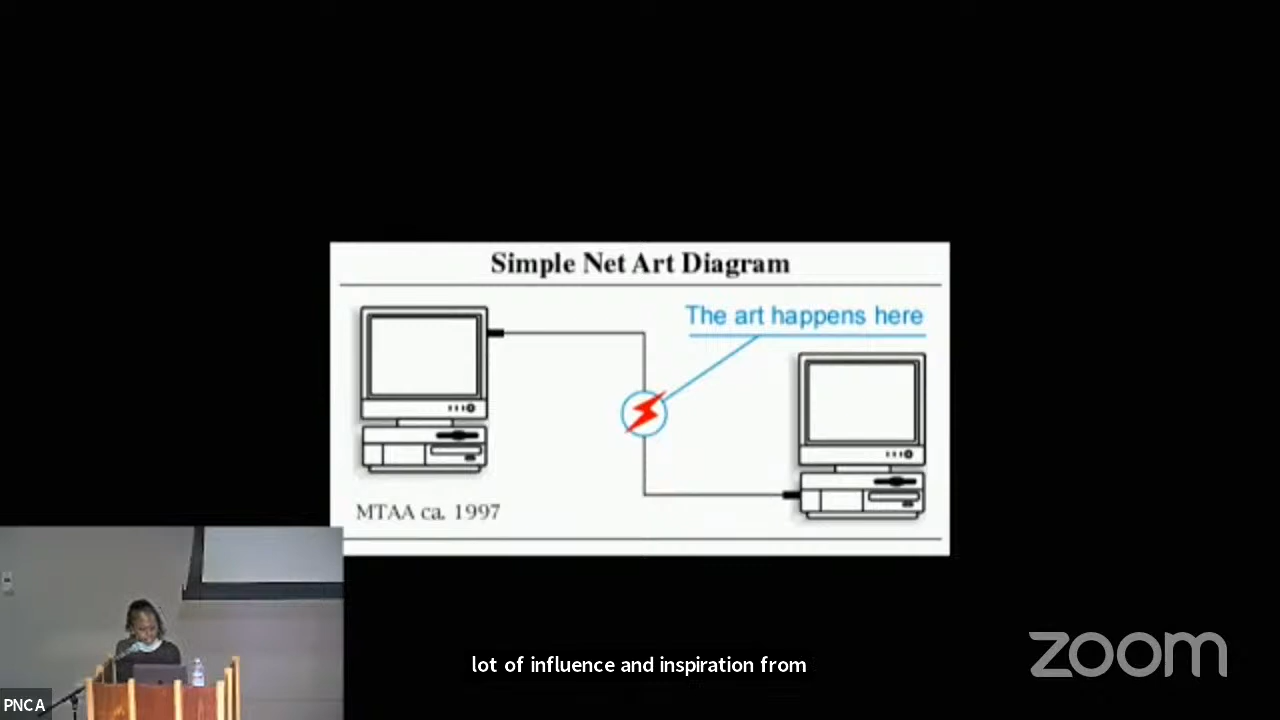 Simple Net Art Diagram
The art happens here
MTAA ca. 1997
lot of influence and inspiration from
zoom
PNCA